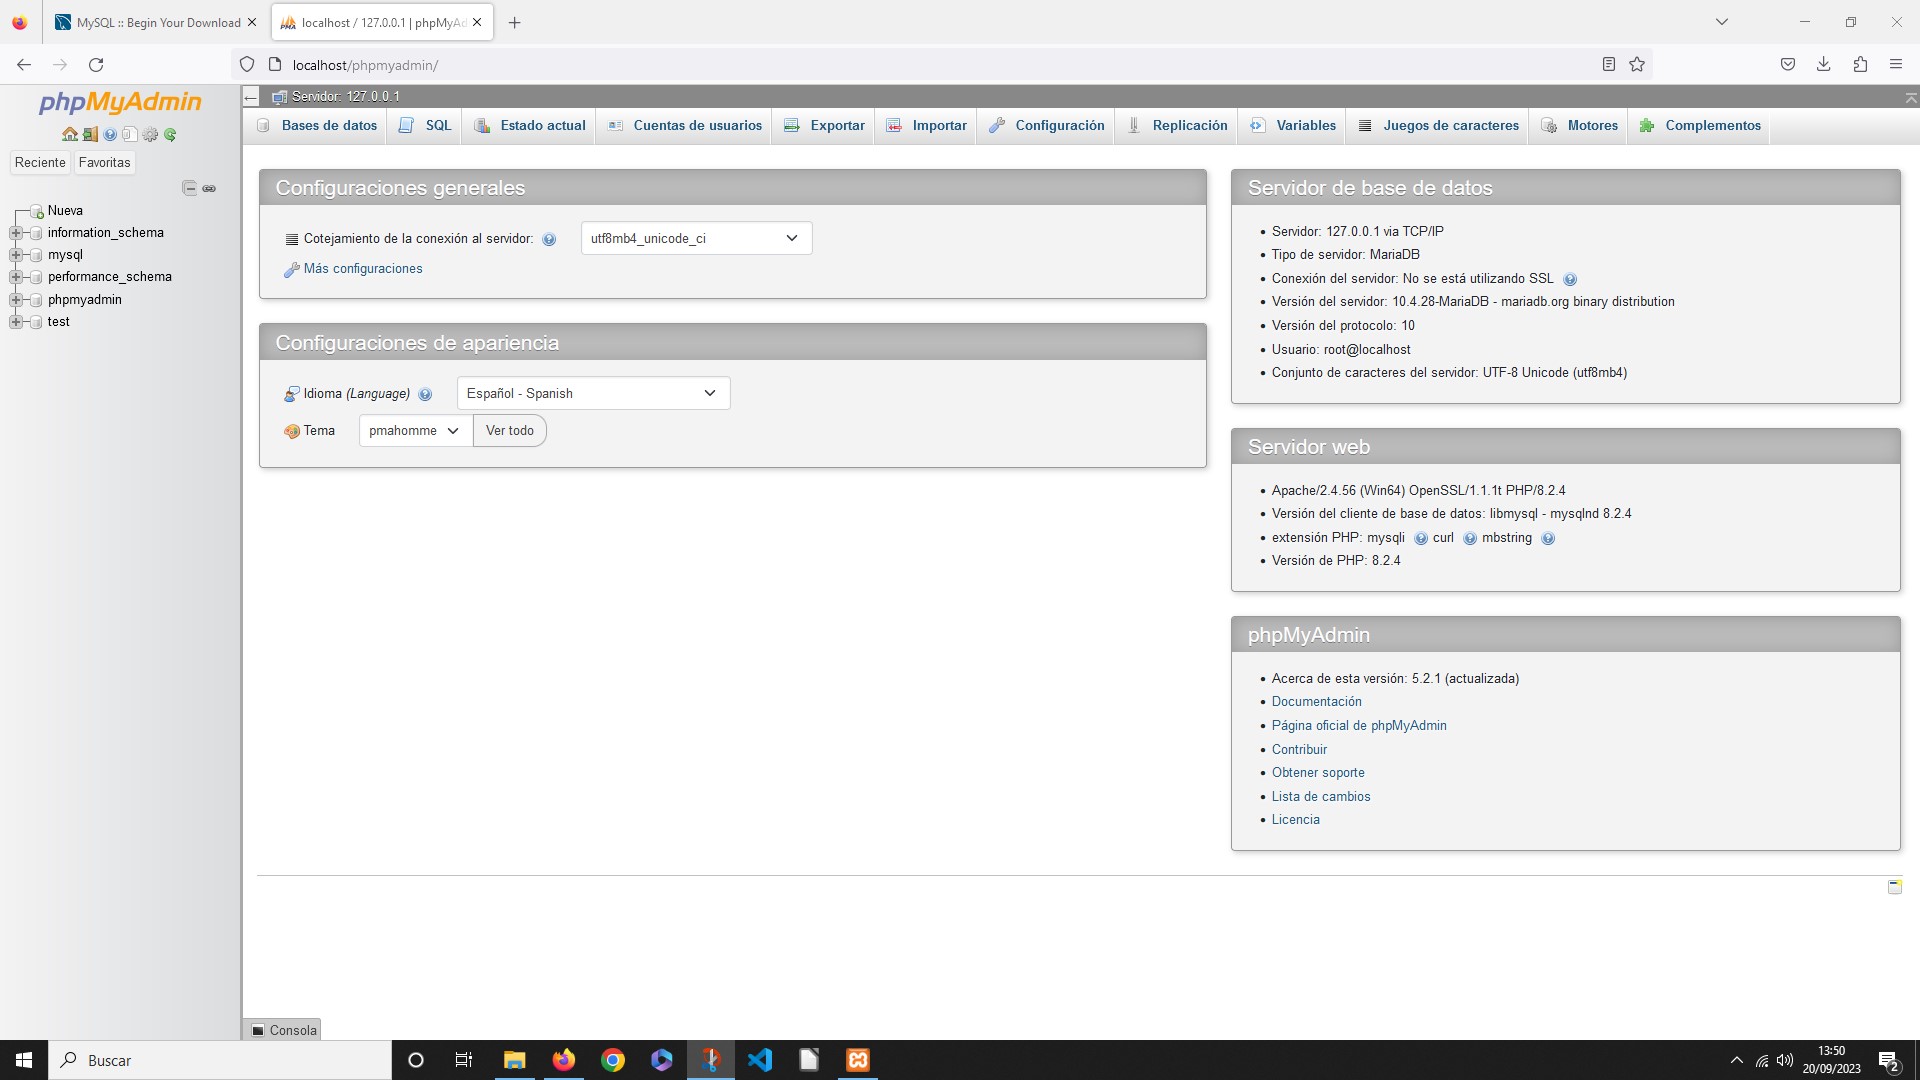 MySQL :: Begin Your Download
localhost / 127.0.0.1 | phpMyAd
localhost/phpmyadmin/
phpMyAdmin
Reciente Favoritas
Nueva
information_schema
mysql
performance_schema
phpmyadmin
test
Servidor: 127.0.0.1
Bases de datos SQL Estado actual Cuentas de usuarios Exportar Importar Configuración Replicación Variables Juegos de caracteres Motores Complementos
Configuraciones generales
Cotejamiento de la conexión al servidor: utf8mb4_unicode_ci
Más configuraciones
Configuraciones de apariencia
Idioma (Language) Español - Spanish
Tema pmahomme Ver todo
Servidor de base de datos
Servidor: 127.0.0.1 via TCP/IP
Tipo de servidor: MariaDB
Conexión del servidor: No se está utilizando SSL
Versión del servidor: 10.4.28-MariaDB - mariadb.org binary distribution
Versión del protocolo: 10
Usuario: root@localhost
Conjunto de caracteres del servidor: UTF-8 Unicode (utf8mb4)
Servidor web
Apache/2.4.56 (Win64) OpenSSL/1.1.1t PHP/8.2.4
Versión del cliente de base de datos: libmysql - mysqlnd 8.2.4
extensión PHP: mysqli curl mbstring
Versión de PHP: 8.2.4
phpMyAdmin
Acerca de esta versión: 5.2.1 (actualizada)
Documentación
Página oficial de phpMyAdmin
Contribuir
Obtener soporte
Lista de cambios
Licencia
Consola
Buscar
13:50
20/09/2023
2